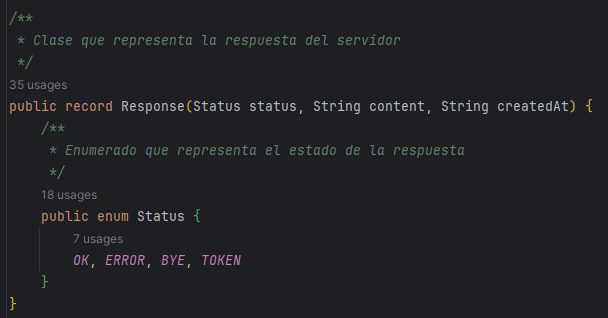 /**
 * Clase que representa la respuesta del servidor
 */
35 usages
public record Response(Status status, String content, String createdAt) {
    /**
     * Enumerado que representa el estado de la respuesta
     */
    18 usages
    public enum Status {
        7 usages
        OK, ERROR, BYE, TOKEN
    }
}